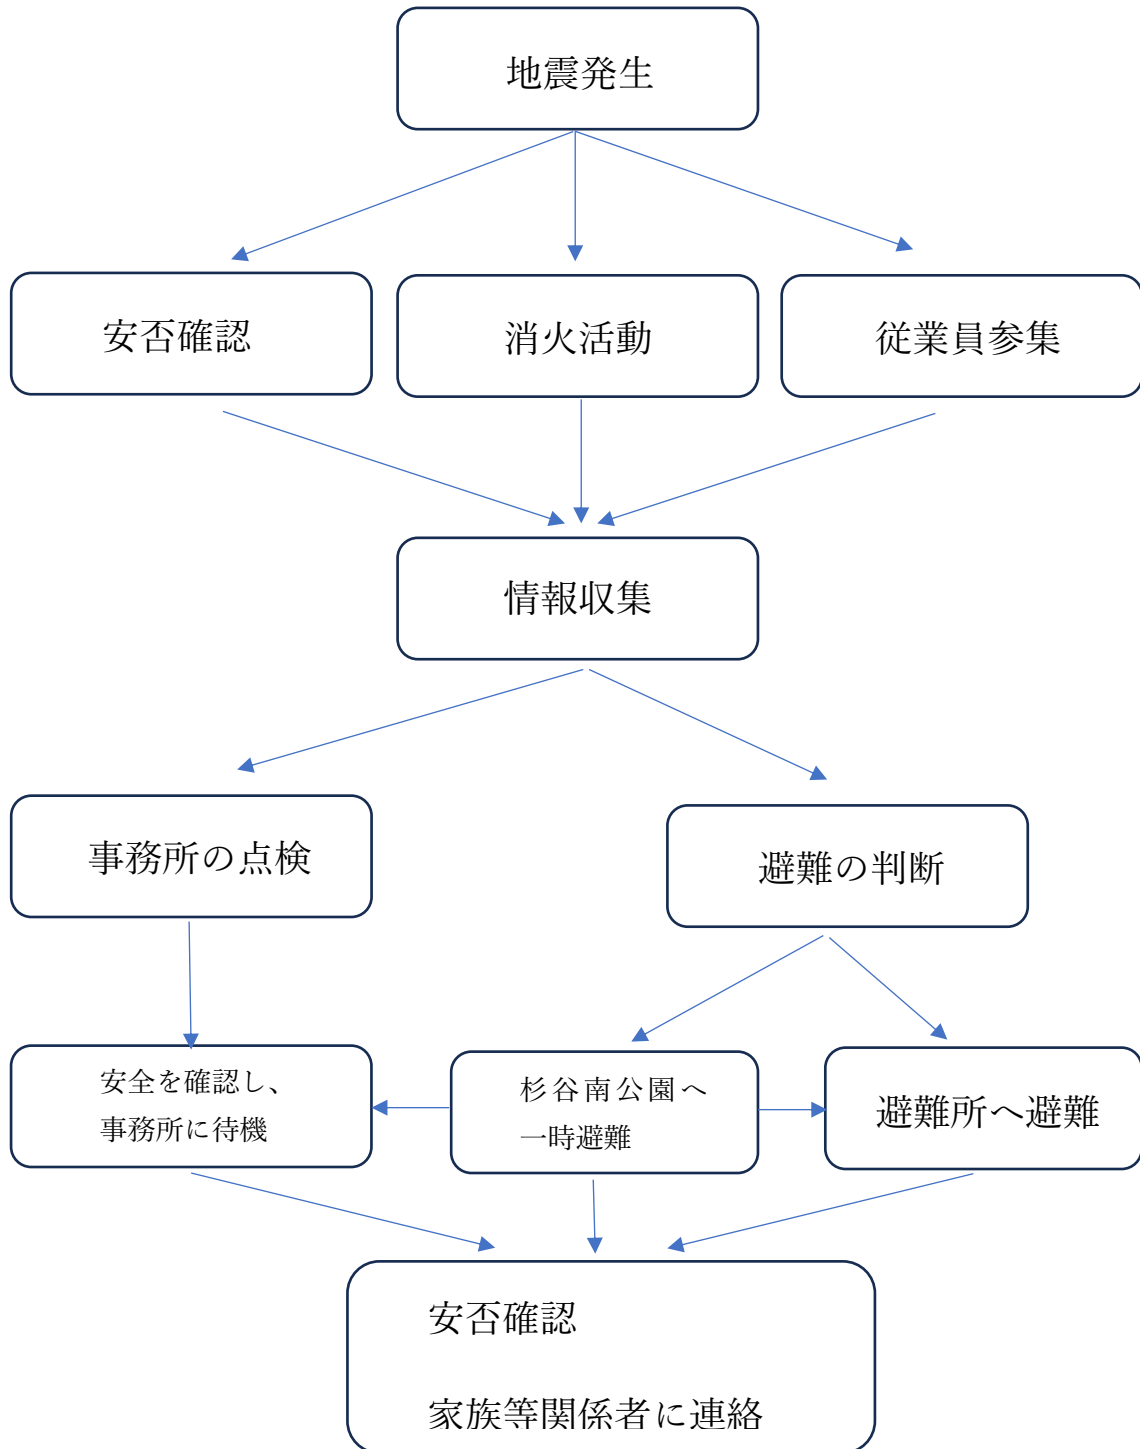 地震発生
安否確認
消火活動
従業員参集
情報収集
事務所の点検
避難の判断
安全を確認し、
事務所に待機
杉谷南公園へ
一時避難
避難所へ避難
安否確認
家族等関係者に連絡